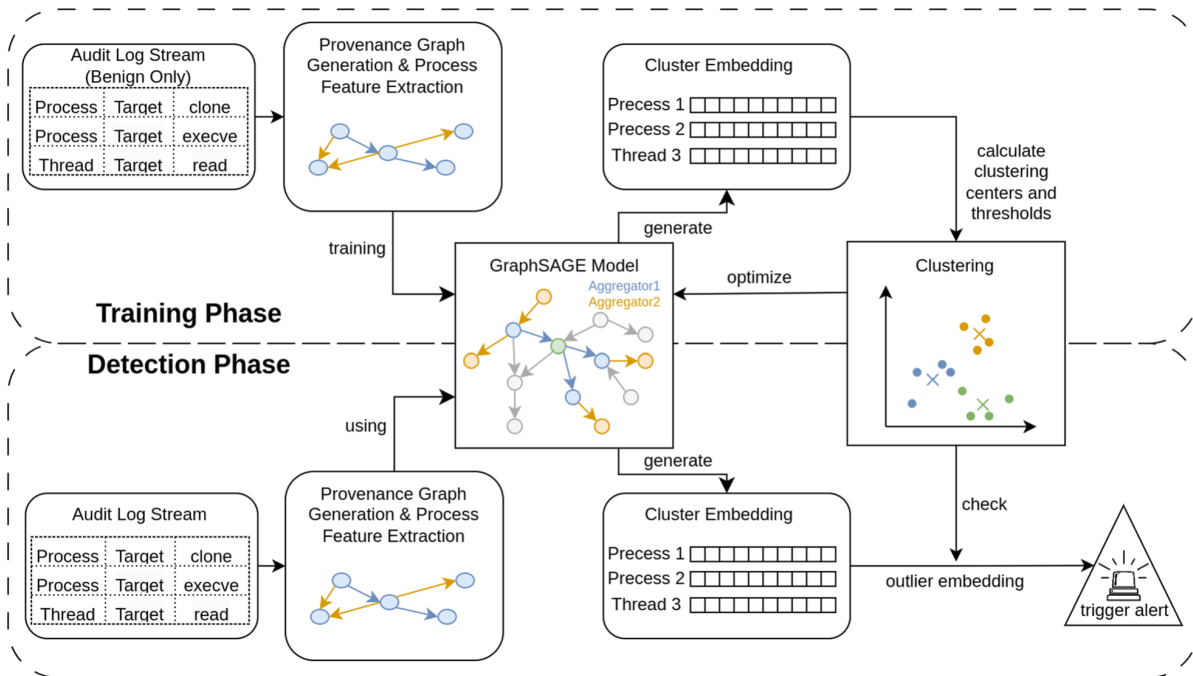 Audit Log Stream
(Benign Only)
Process Target clone
Process Target execve
Thread Target read
Provenance Graph
Generation & Process
Feature Extraction
Cluster Embedding
Precess 1
Precess 2
Thread 3
calculate
clustering
centers and
thresholds
training
generate
GraphSAGE Model
Aggregator1
Aggregator2
optimize
Clustering
Training Phase
Detection Phase
using
generate
check
Audit Log Stream
Process Target clone
Process Target execve
Thread Target read
Provenance Graph
Generation & Process
Feature Extraction
Cluster Embedding
Precess 1
Precess 2
Thread 3
outlier embedding
trigger alert